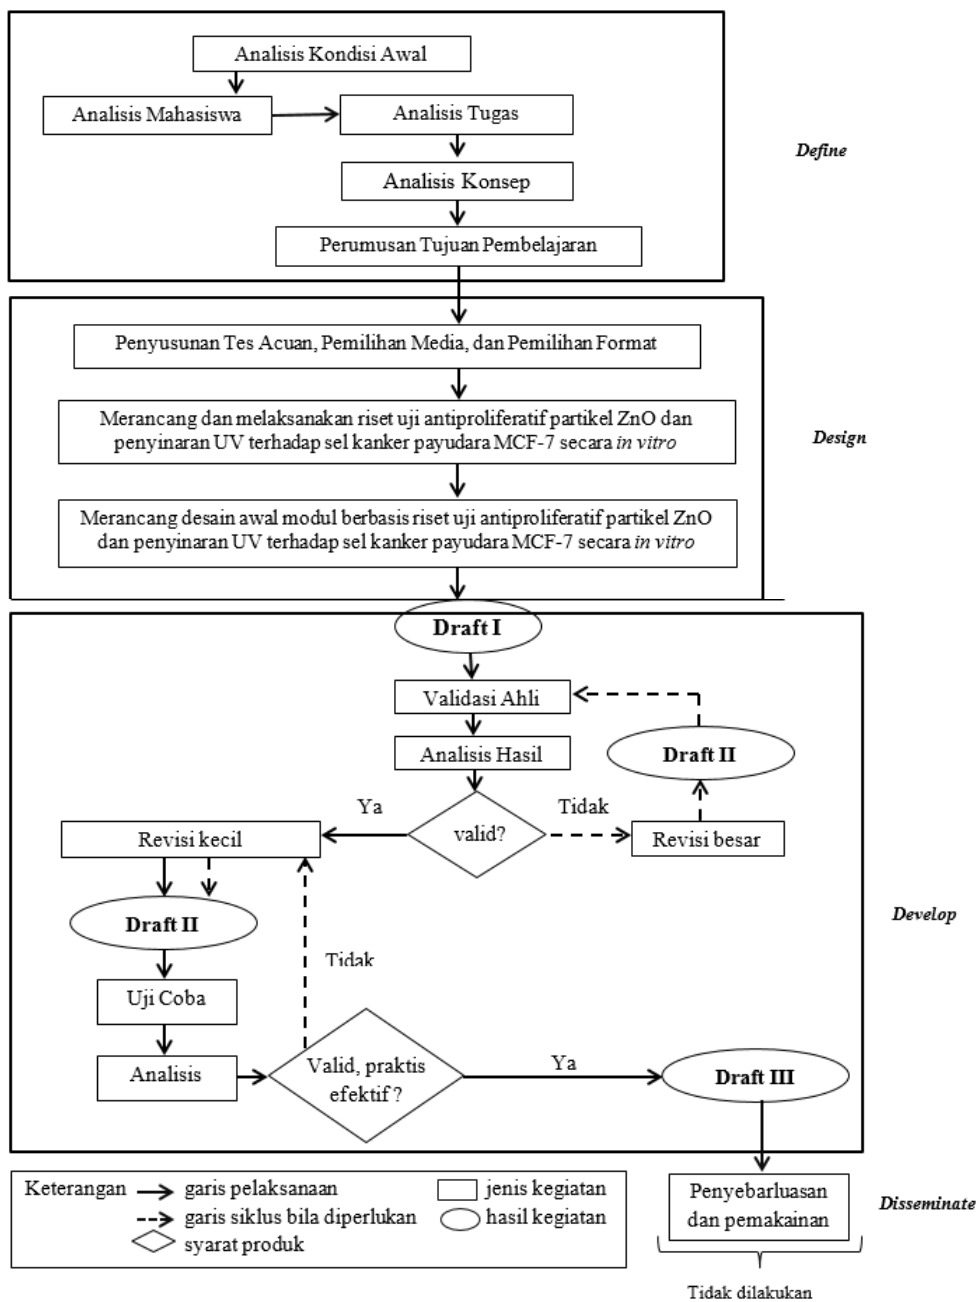 Analisis Kondisi Awal
Analisis Mahasiswa
Analisis Tugas
Define
Analisis Konsep
Perumusan Tujuan Pembelajaran
Penyusunan Tes Acuan, Pemilihan Media, dan Pemilihan Format
Merancang dan melaksanakan riset uji antiproliferatif partikel ZnO dan
penyinaran UV terhadap sel kanker payudara MCF-7 secara in vitro
Design
Merancang desain awal modul berbasis riset uji antiproliferatif partikel ZnO
dan penyinaran UV terhadap sel kanker payudara MCF-7 secara in vitro
Draft I
Validasi Ahli
Analisis Hasil
Draft II
Ya
valid?
Tidak
Revisi kecil
Revisi besar
Draft II
Develop
Tidak
Uji Coba
Analisis
Valid, praktis
efektif ?
Ya
Draft III
Keterangan
garis pelaksanaan
jenis kegiatan
garis siklus bila diperlukan
hasil kegiatan
syarat produk
Penyebarluasan
dan pemakainan
Disseminate
Tidak dilakukan